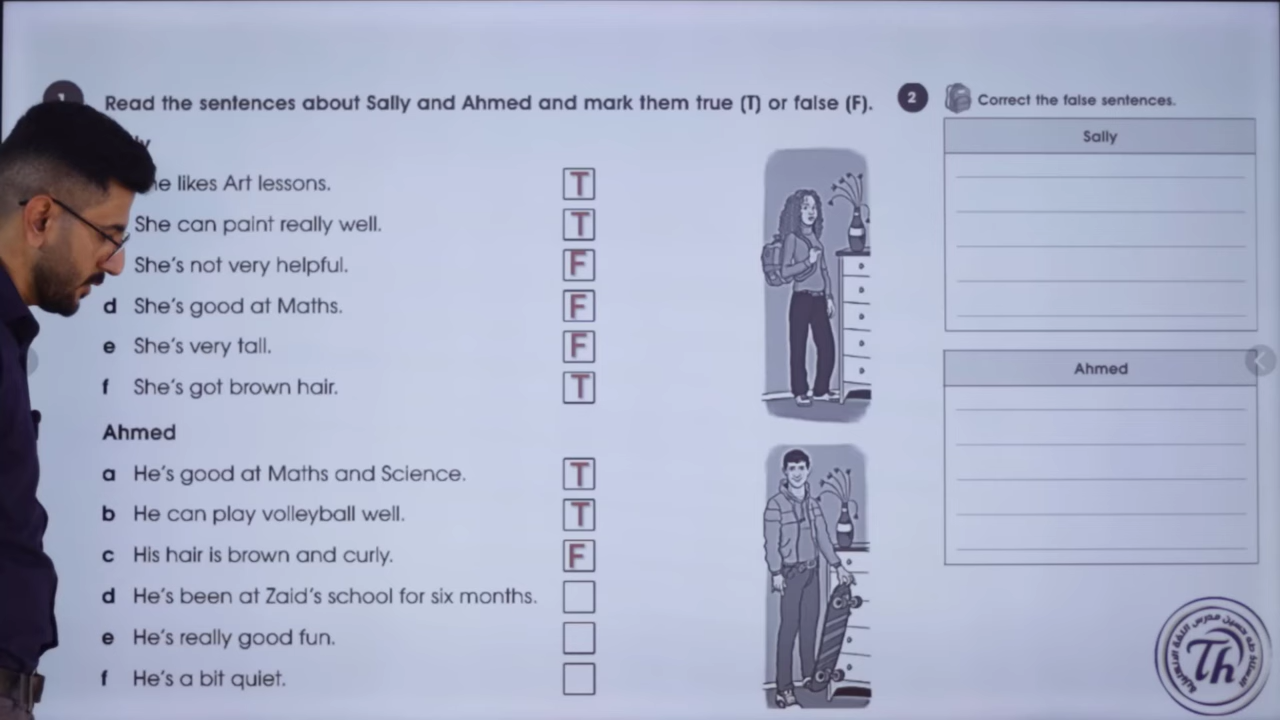 1
Read the sentences about Sally and Ahmed and mark them true (T) or false (F).
likes Art lessons. T
She can paint really well. T
She's not very helpful. F
d She's good at Maths. F
e She's very tall. F
f She's got brown hair. T
Ahmed
a He's good at Maths and Science. T
b He can play volleyball well. T
c His hair is brown and curly. F
d He's been at Zaid's school for six months.
e He's really good fun.
f He's a bit quiet.
2 Correct the false sentences.
Sally
Ahmed
Th